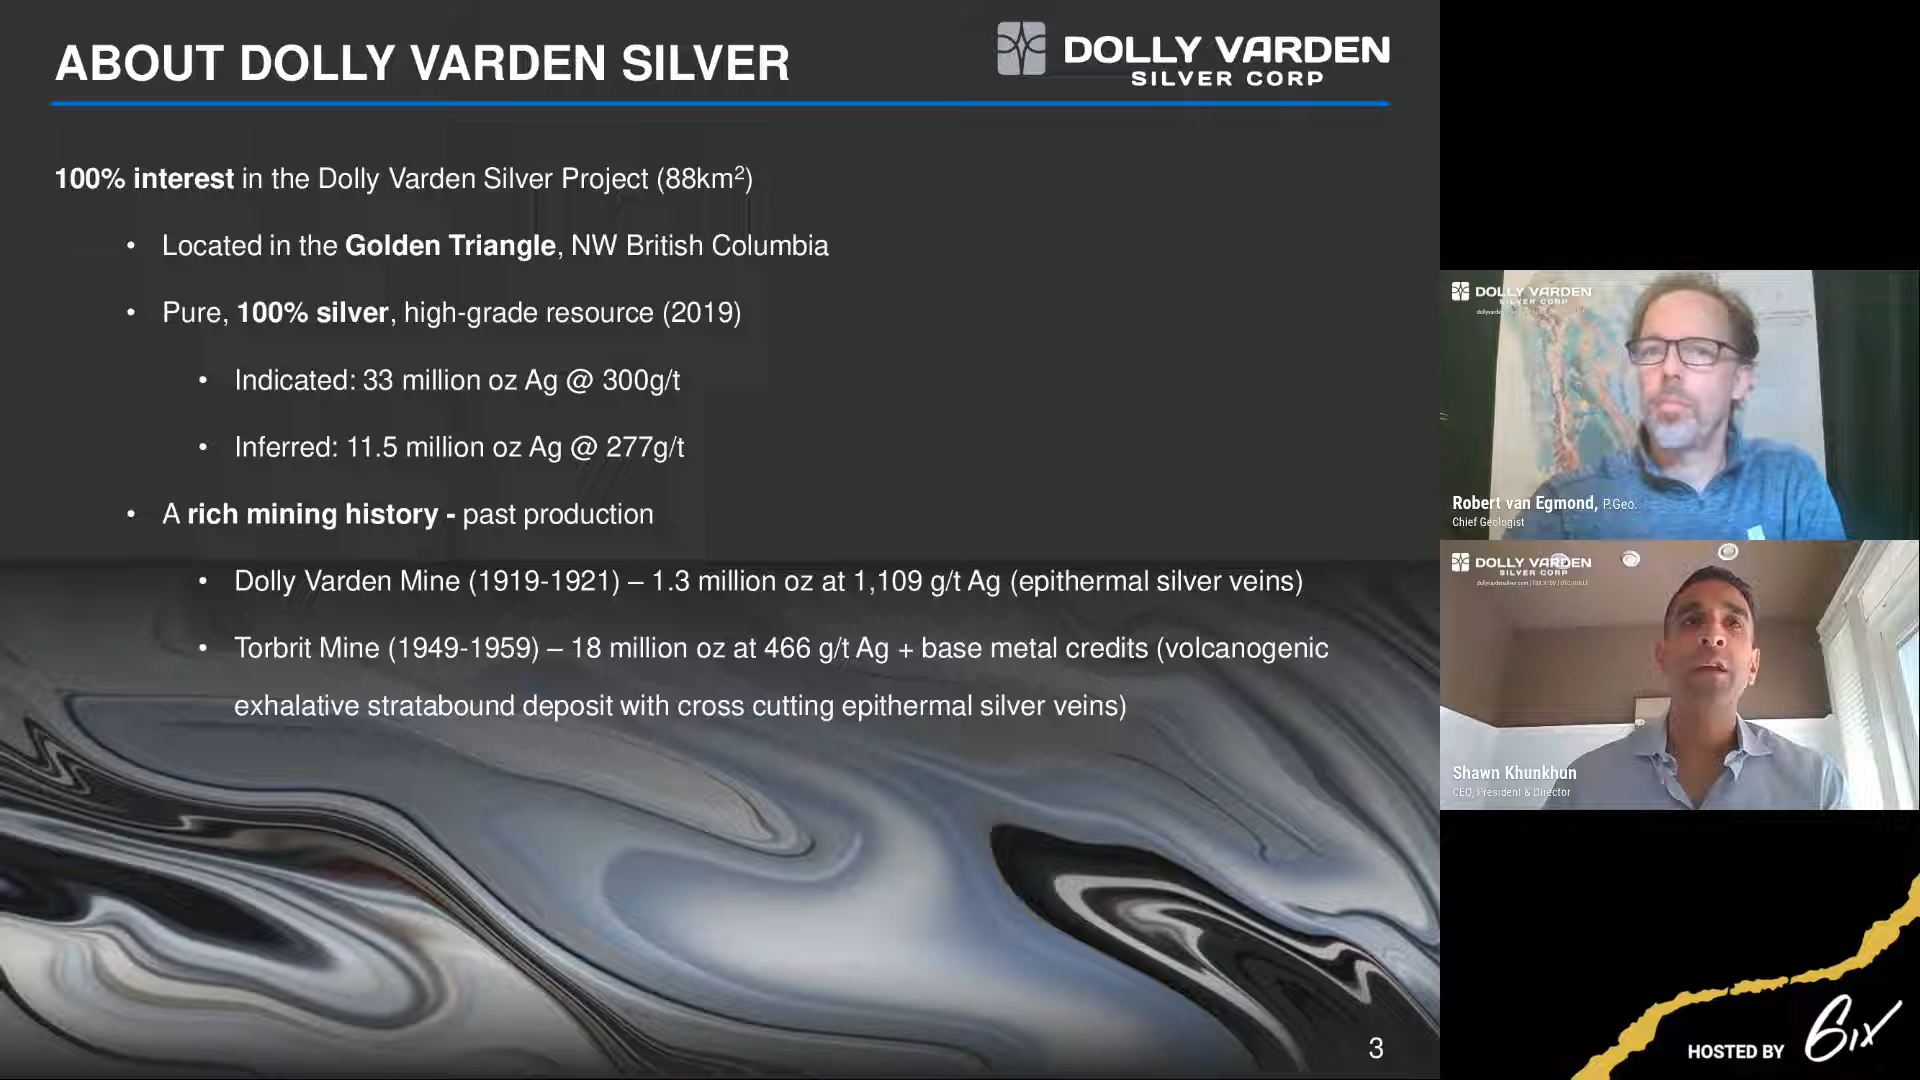 ABOUT DOLLY VARDEN SILVER
DOLLY VARDEN
SILVER CORP
100% interest in the Dolly Varden Silver Project (88km²)
• Located in the Golden Triangle, NW British Columbia
• Pure, 100% silver, high-grade resource (2019)
• Indicated: 33 million oz Ag @ 300g/t
• Inferred: 11.5 million oz Ag @ 277g/t
• A rich mining history - past production
• Dolly Varden Mine (1919-1921) – 1.3 million oz at 1,109 g/t Ag (epithermal silver veins)
• Torbrit Mine (1949-1959) – 18 million oz at 466 g/t Ag + base metal credits (volcanogenic
exhalative stratabound deposit with cross cutting epithermal silver veins)
3
DOLLY VARDEN
SILVER CORP
Robert van Egmond, P.Geo.
Chief Geologist
DOLLY VARDEN
SILVER CORP
Shawn Khunkhun
CEO, President & Director
HOSTED BY 6ix